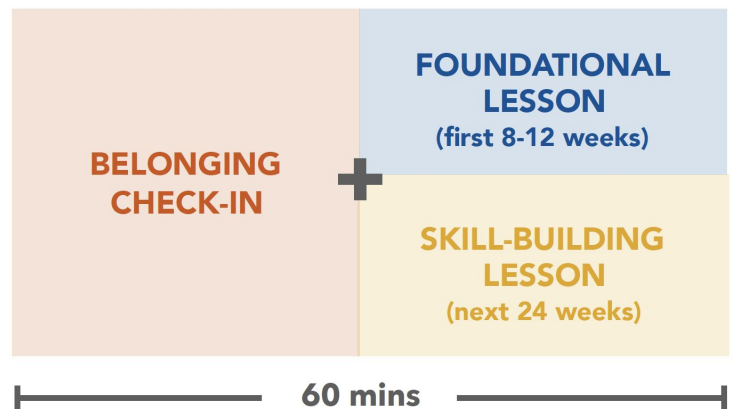 BELONGING
CHECK-IN
+
FOUNDATIONAL
LESSON
(first 8-12 weeks)
SKILL-BUILDING
LESSON
(next 24 weeks)
60 mins